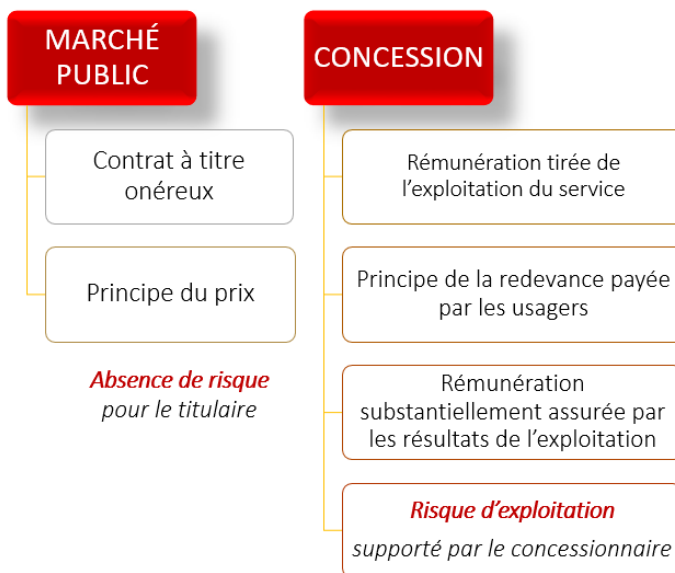 MARCHÉ
PUBLIC
Contrat à titre
onéreux
Principe du prix
Absence de risque
pour le titulaire
CONCESSION
Rémunération tirée de
l’exploitation du service
Principe de la redevance payée
par les usagers
Rémunération
substantiellement assurée par
les résultats de l’exploitation
Risque d’exploitation
supporté par le concessionnaire